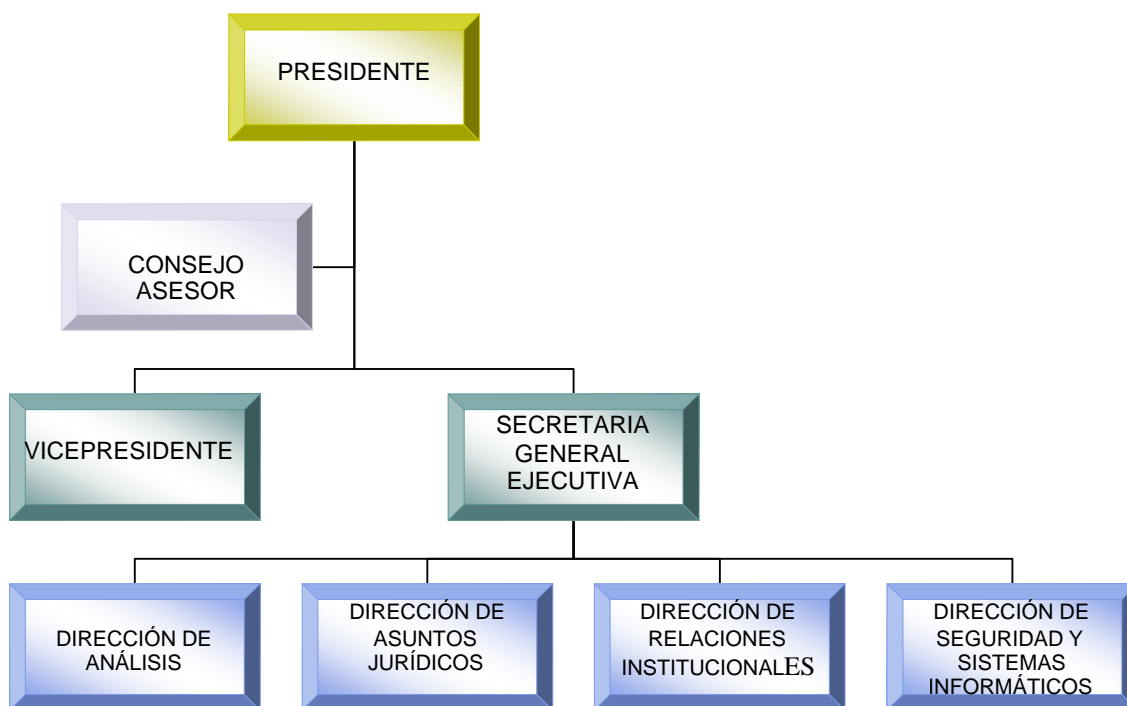 PRESIDENTE
CONSEJO
ASESOR
VICEPRESIDENTE
SECRETARIA
GENERAL
EJECUTIVA
DIRECCIÓN DE
ANÁLISIS
DIRECCIÓN DE
ASUNTOS
JURÍDICOS
DIRECCIÓN DE
RELACIONES
INSTITUCIONALES
DIRECCIÓN DE
SEGURIDAD Y
SISTEMAS
INFORMÁTICOS